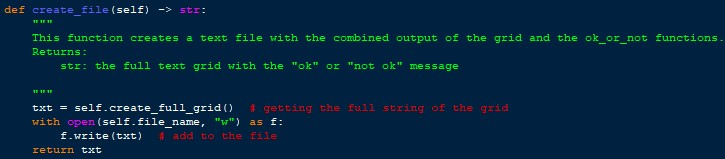 def create_file(self) -> str:
"""
This function creates a text file with the combined output of the grid and the ok_or_not functions.
Returns:
str: the full text grid with the "ok" or "not ok" message
"""
txt = self.create_full_grid()  # getting the full string of the grid
with open(self.file_name, "w") as f:
f.write(txt)  # add to the file
return txt